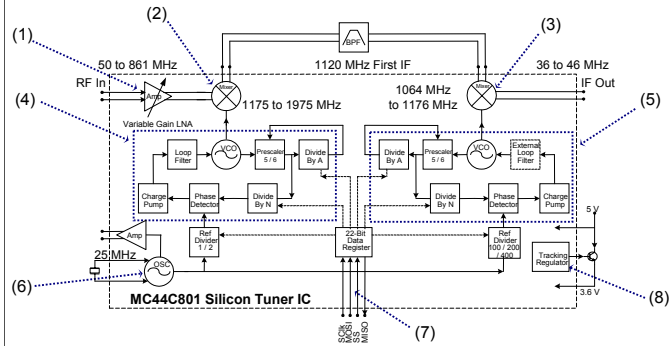 (2)
(3)
(1)
BPF
50 to 861 MHz
1120 MHz First IF
36 to 46 MHz
RF In
Amp
Mixer
Mixer
IF Out
(4)
1175 to 1975 MHz
1064 MHz
to 1176 MHz
(5)
Variable Gain LNA
Loop
Filter
VCO
Prescaler
5 / 6
Divide
By A
Divide
By A
Prescaler
5 / 6
VCO
External
Loop
Filter
Charge
Pump
Phase
Detector
Divide
By N
Divide
By N
Phase
Detector
Charge
Pump
5 V
Amp
Ref
Divider
1 / 2
22-Bit
Data
Register
Ref
Divider
100 / 200
/ 400
Tracking
Regulator
25 MHz
(6)
OSC
MC44C801 Silicon Tuner IC
3.6 V
(8)
(7)
SClk
MOSI
SS
MISO